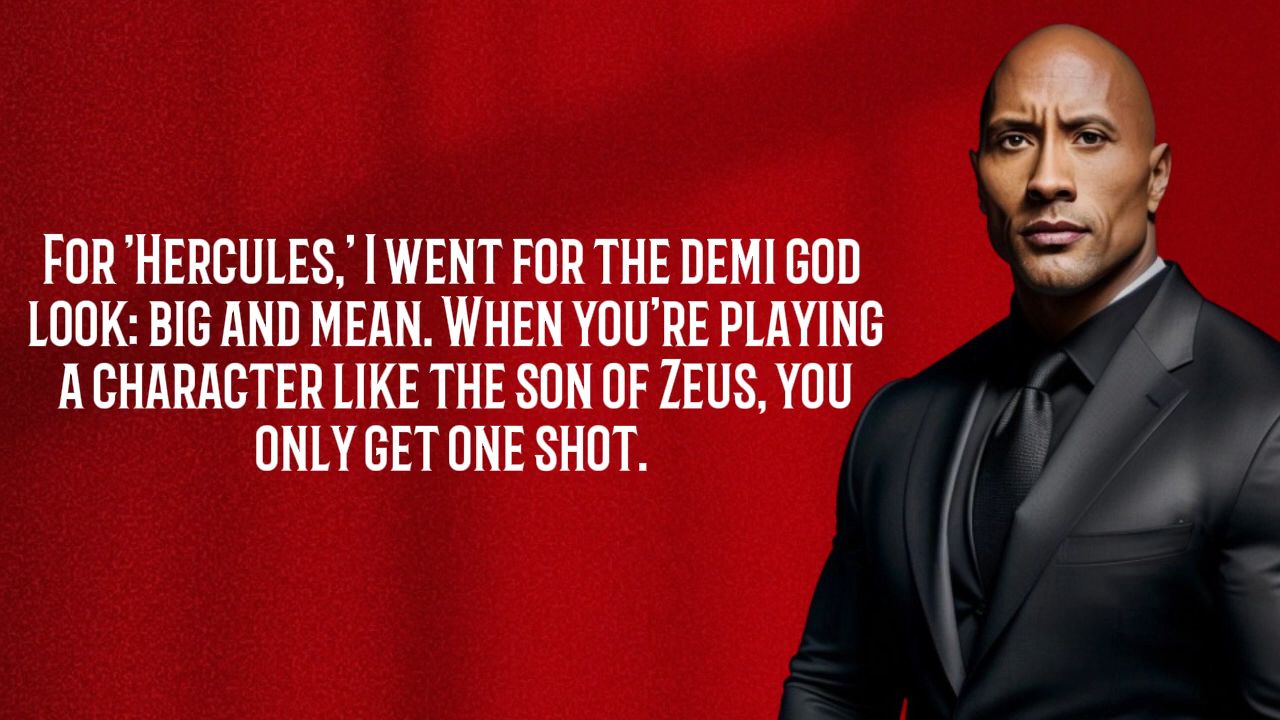 For ’Hercules,’ I went for the demi god
look: big and mean. When you’re playing
a character like the son of Zeus, you
only get one shot.